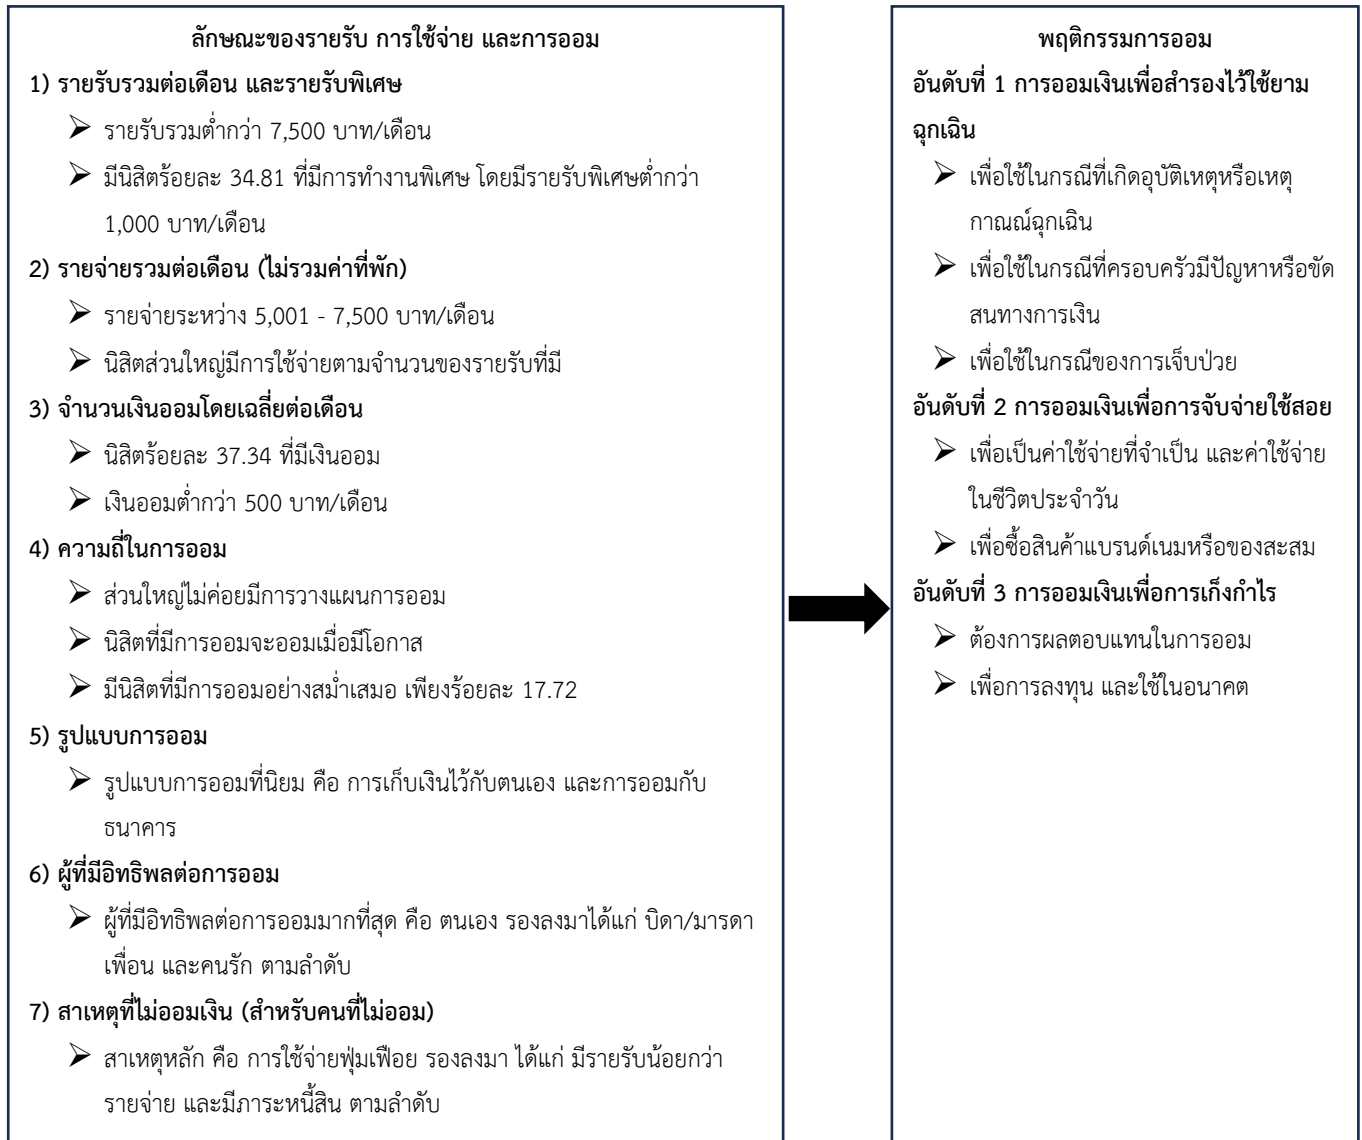 ลักษณะของรายรับ การใช้จ่าย และการออม
1) รายรับรวมต่อเดือน และรายรับพิเศษ
➢ รายรับรวมต่ำกว่า 7,500 บาท/เดือน
➢ มีนิสิตร้อยละ 34.81 ที่มีการทำงานพิเศษ โดยมีรายรับพิเศษต่ำกว่า
1,000 บาท/เดือน
2) รายจ่ายรวมต่อเดือน (ไม่รวมค่าที่พัก)
➢ รายจ่ายระหว่าง 5,001 - 7,500 บาท/เดือน
➢ นิสิตส่วนใหญ่มีการใช้จ่ายตามจำนวนของรายรับที่มี
3) จำนวนเงินออมโดยเฉลี่ยต่อเดือน
➢ นิสิตร้อยละ 37.34 ที่มีเงินออม
➢ เงินออมต่ำกว่า 500 บาท/เดือน
4) ความถี่ในการออม
➢ ส่วนใหญ่ไม่ค่อยมีการวางแผนการออม
➢ นิสิตที่มีการออมจะออมเมื่อมีโอกาส
➢ มีนิสิตที่มีการออมอย่างสม่ำเสมอ เพียงร้อยละ 17.72
5) รูปแบบการออม
➢ รูปแบบการออมที่นิยม คือ การเก็บเงินไว้กับตนเอง และการออมกับ
ธนาคาร
6) ผู้ที่มีอิทธิพลต่อการออม
➢ ผู้ที่มีอิทธิพลต่อการออมมากที่สุด คือ ตนเอง รองลงมาได้แก่ บิดา/มารดา
เพื่อน และคนรัก ตามลำดับ
7) สาเหตุที่ไม่ออมเงิน (สำหรับคนที่ไม่ออม)
➢ สาเหตุหลัก คือ การใช้จ่ายฟุ่มเฟือย รองลงมา ได้แก่ มีรายรับน้อยกว่า
รายจ่าย และมีภาระหนี้สิน ตามลำดับ
พฤติกรรมการออม
อันดับที่ 1 การออมเงินเพื่อสำรองไว้ใช้ยาม
ฉุกเฉิน
➢ เพื่อใช้ในกรณีที่เกิดอุบัติเหตุหรือเหตุ
กาณณ์ฉุกเฉิน
➢ เพื่อใช้ในกรณีที่ครอบครัวมีปัญหาหรือขัด
สนทางการเงิน
➢ เพื่อใช้ในกรณีของการเจ็บป่วย
อันดับที่ 2 การออมเงินเพื่อการจับจ่ายใช้สอย
➢ เพื่อเป็นค่าใช้จ่ายที่จำเป็น และค่าใช้จ่าย
ในชีวิตประจำวัน
➢ เพื่อซื้อสินค้าแบรนด์เนมหรือของสะสม
อันดับที่ 3 การออมเงินเพื่อการเก็งกำไร
➢ ต้องการผลตอบแทนในการออม
➢ เพื่อการลงทุน และใช้ในอนาคต